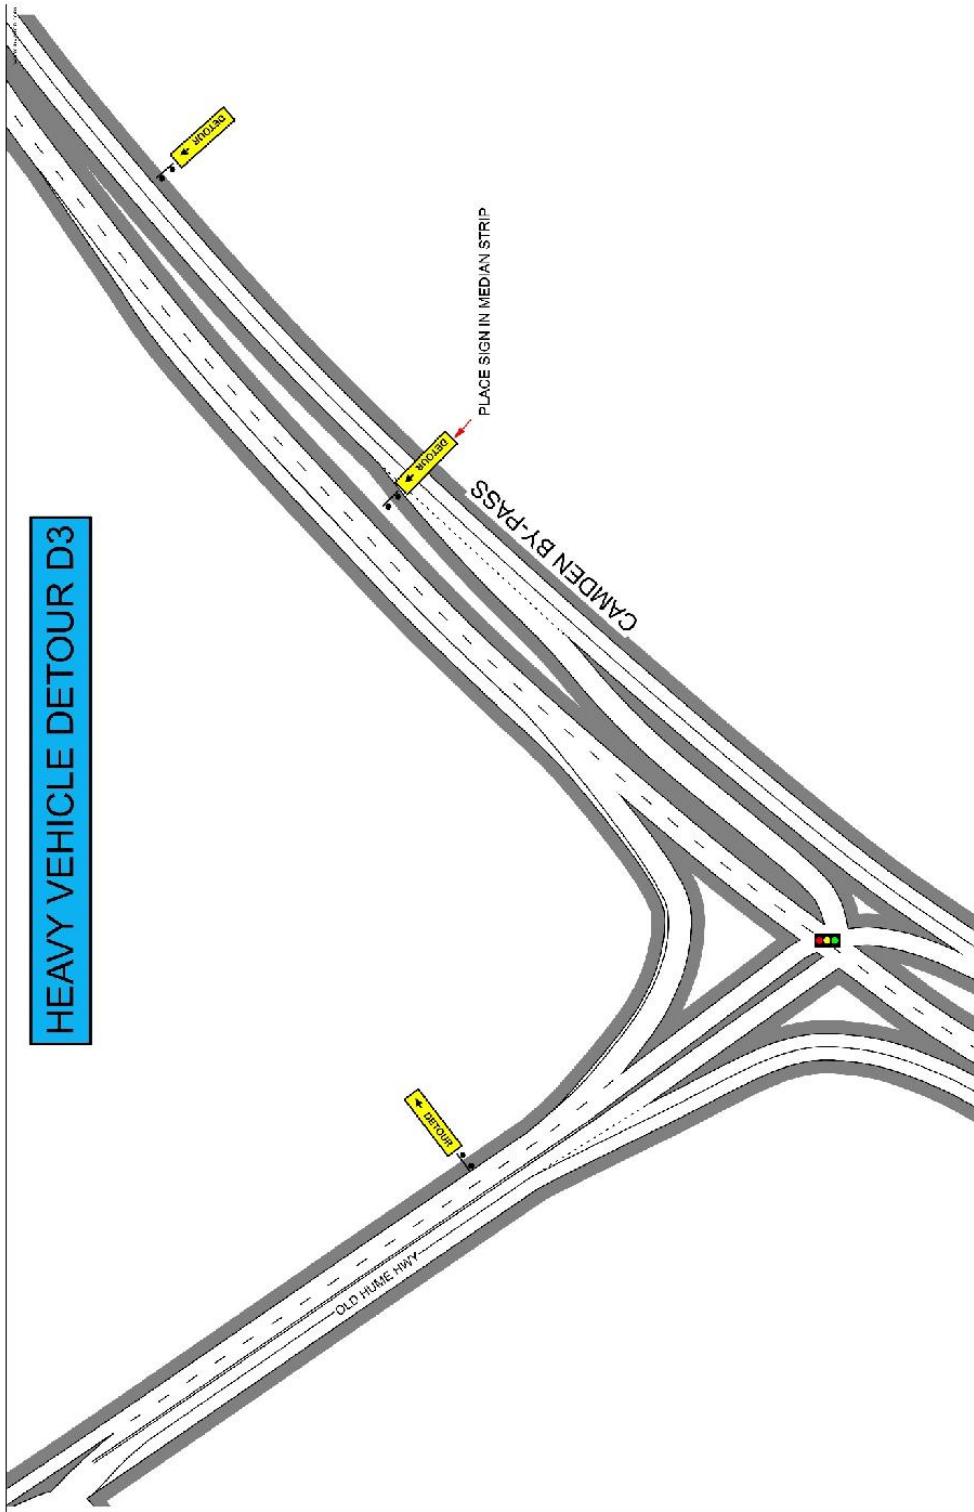 HEAVY VEHICLE DETOUR D3
DETOUR
DETOUR
PLACE SIGN IN MEDIAN STRIP
CAMDEN BY-PASS
DETOUR
OLD HUME HWY